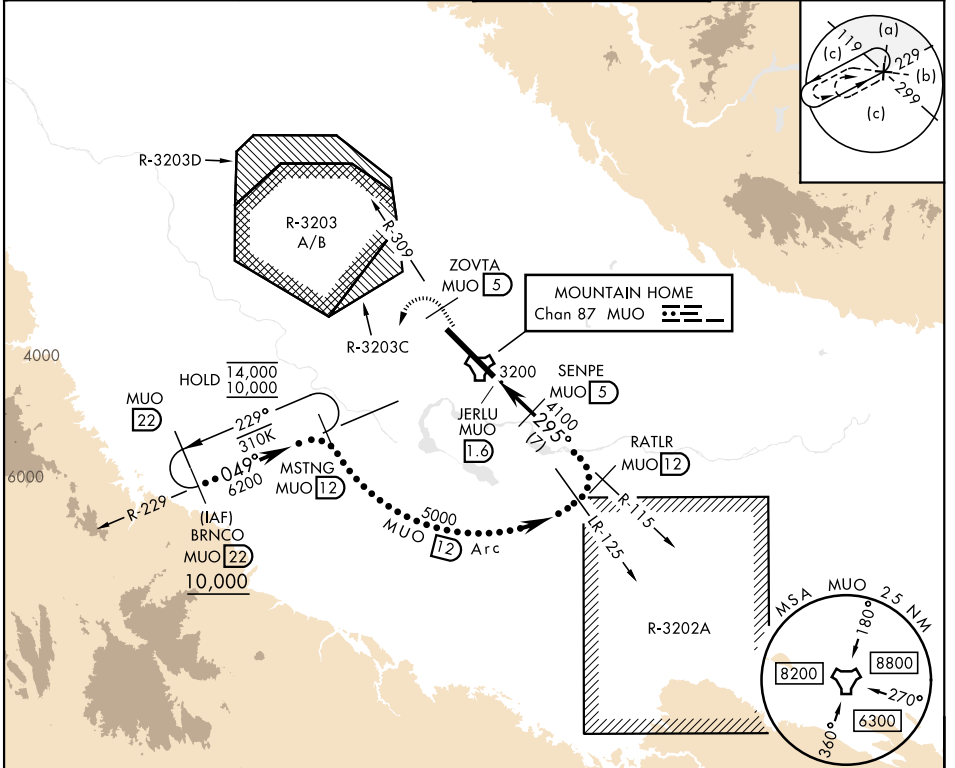 (a)
119
(c)
229
(b)
299
(c)
R-3203D
R-3203
A/B
R-309
ZOVTA
MUO 5
MOUNTAIN HOME
Chan 87 MUO
R-3203C
4000
HOLD 14,000
10,000
3200
SENPE
MUO 5
MUO
22
229°
310K
JERLU
MUO
1.6
4100
295°
(7)
RATLR
MUO 12
6000
049°
6200
MSTNG
MUO 12
R-229
(IAF)
BRNCO
MUO 22
10,000
5000
MUO 12 Arc
R-115
LR-125
R-3202A
MSA MUO 25 NM
180°
8200
8800
270°
6300
360°